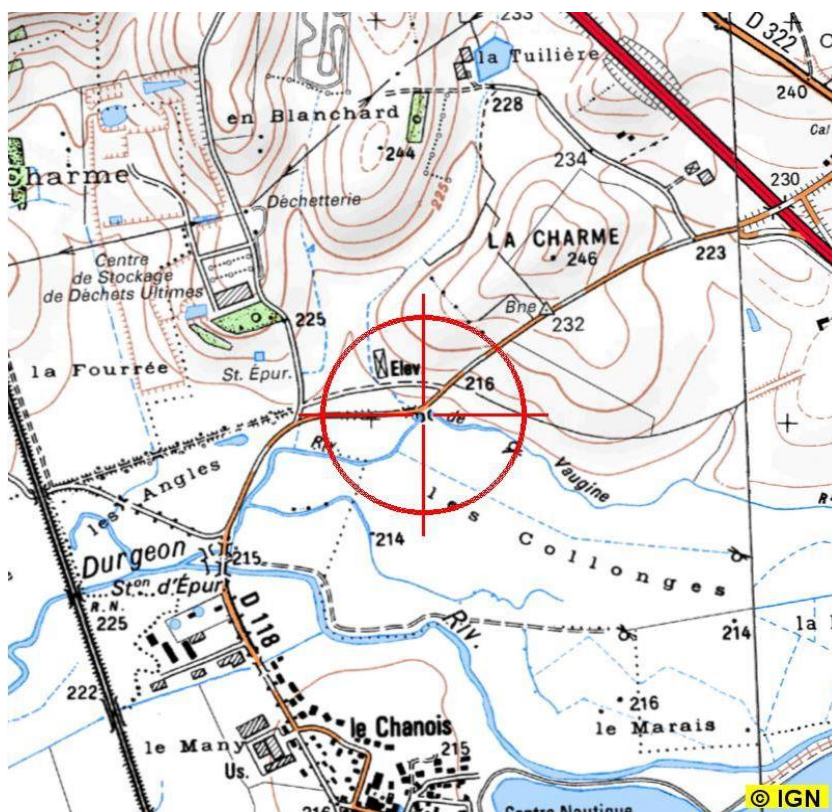 233
D 322
la Tuilière
240
228
en Blanchard
244
234
225
Charme
Déchetterie
230
LA CHARME
246
223
Centre
de Stockage
de Déchets Ultimes
Bne
232
225
la Fourrée
St. Épur.
Elev
216
Riv.
de
Vaugine
les Angles
les Collonges
214
Durgeon
215
Ston d'Épur.
R.N.
225
D 118
Riv.
214
222
216
le Marais
le Chanois
le Many
215
Us.
216
Centre Nautique
© IGN